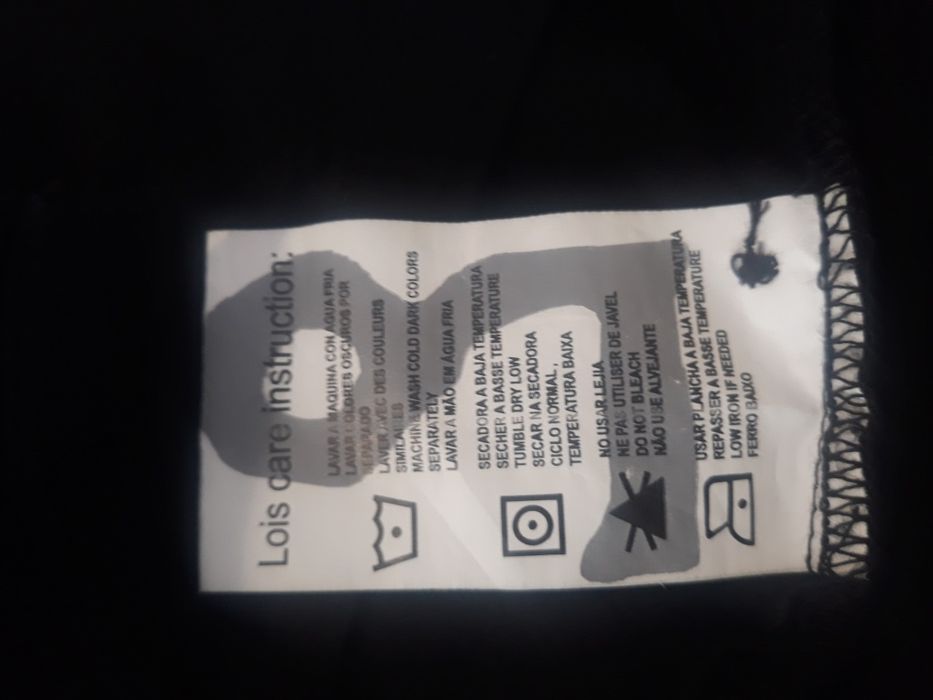 Lois care instruction:
LAVAR A MAQUINA CON AGUA FRIA
LAVAR COLORES OSCUROS POR
SEPARADO
LAVER AVEC DES COULEURS
SIMILAIRES
MACHINE WASH COLD DARK COLORS
SEPARATELY
LAVAR A MÃO EM ÁGUA FRIA
SECADORA A BAJA TEMPERATURA
SECHER A BASSE TEMPERATURE
TUMBLE DRY LOW
SECAR NA SECADORA
CICLO NORMAL,
TEMPERATURA BAIXA
NO USAR LEJIA
NE PAS UTILISER DE JAVEL
DO NOT BLEACH
NÃO USE ALVEJANTE
USAR PLANCHA A BAJA TEMPERATURA
REPASSER A BASSE TEMPERATURE
LOW IRON IF NEEDED
FERRO BAIXO